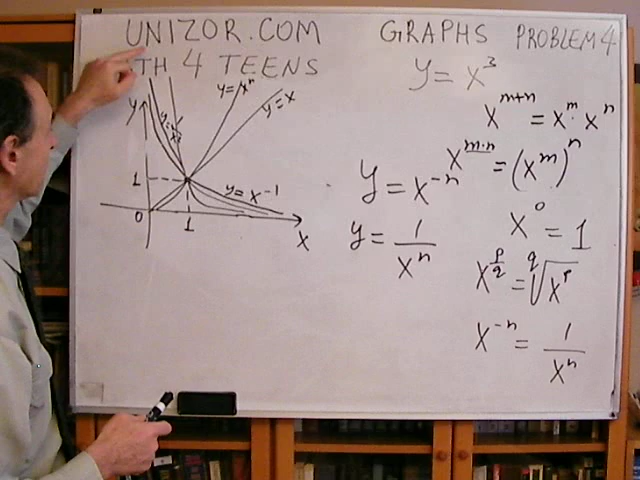 UNIZOR.COM GRAPHS PROBLEM 4
TH 4 TEENS
y = x³
y
y=xⁿ
y=x
1
y=x⁻¹
0
1
x
y = x⁻ⁿ
y = 1/xⁿ
x^(m+n) = x^m · x^n
x^(m·n) = (x^m)^n
x⁰ = 1
x^(p/q) = q√(x^p)
x⁻ⁿ = 1/xⁿ